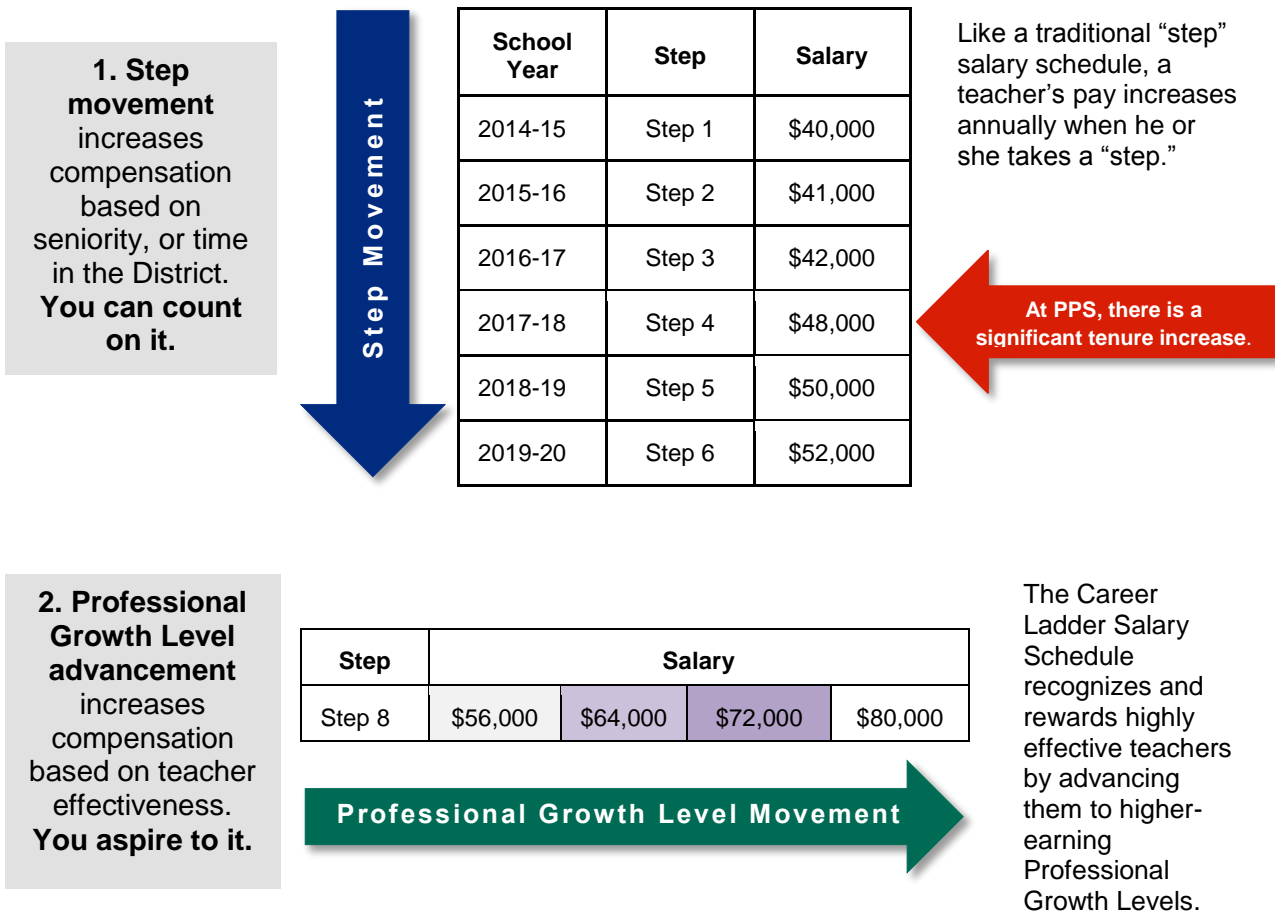 1. Step
movement
increases
compensation
based on
seniority, or time
in the District.
You can count
on it.
Step Movement
School Year Step Salary
2014-15 Step 1 $40,000
2015-16 Step 2 $41,000
2016-17 Step 3 $42,000
2017-18 Step 4 $48,000
2018-19 Step 5 $50,000
2019-20 Step 6 $52,000
Like a traditional “step”
salary schedule, a
teacher’s pay increases
annually when he or
she takes a “step.”
At PPS, there is a
significant tenure increase.
2. Professional
Growth Level
advancement
increases
compensation
based on teacher
effectiveness.
You aspire to it.
Step Salary
Step 8 $56,000 $64,000 $72,000 $80,000
Professional Growth Level Movement
The Career
Ladder Salary
Schedule
recognizes and
rewards highly
effective teachers
by advancing
them to higher-
earning
Professional
Growth Levels.